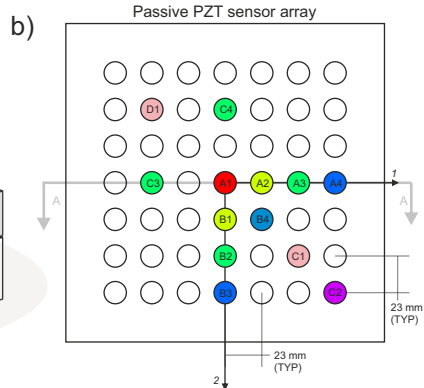 b)
Passive PZT sensor array
D1 C4
C3 A1 A2 A3 A4 1
A A
B1 B4
B2 C1
B3 C2
23 mm
(TYP)
23 mm
(TYP)
2